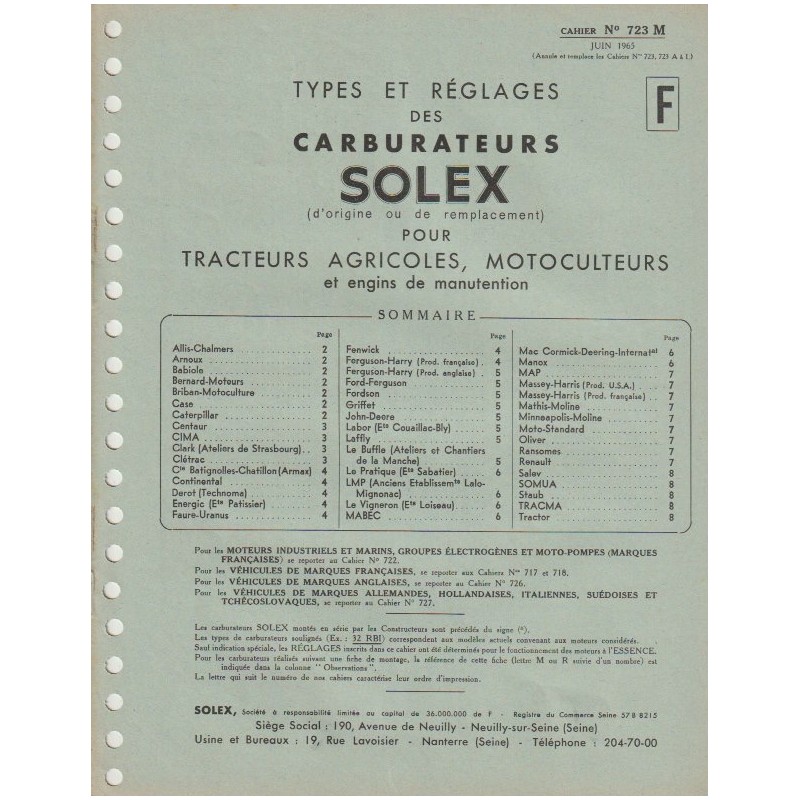 CAHIER Nº 723 M
JUIN 1965
(Annule et remplace les Cahiers Nos 723, 723 A à L)
TYPES ET RÉGLAGES
F
DES
CARBURATEURS
SOLEX
(d'origine ou de remplacement)
POUR
TRACTEURS AGRICOLES, MOTOCULTEURS
et engins de manutention
SOMMAIRE
Page
Allis-Chalmers 2
Arnoux 2
Babiole 2
Bernard-Moteurs 2
Briban-Motoculture 2
Case 2
Caterpillar 2
Centaur 3
CIMA 3
Clark (Ateliers de Strasbourg) 3
Clétrac 3
Cie Batignolles-Chatillon (Armax) 4
Continental 4
Derot (Technoma) 4
Energic (Ets Patissier) 4
Faure-Uranus 4
Page
Fenwick 4
Ferguson-Harry (Prod. française) 4
Ferguson-Harry (Prod. anglaise) 5
Ford-Ferguson 5
Fordson 5
Griffet 5
John-Deere 5
Labor (Ets Couaillac-Bly) 5
Laffly 5
Le Buffle (Ateliers et Chantiers
de la Manche) 5
Le Pratique (Ets Sabatier) 6
LMP (Anciens Etablissemts Lalo-
Mignonac) 6
Le Vigneron (Ets Loiseau) 6
MABEC 6
Page
Mac Cormick-Deering-Internatal 6
Manox 6
MAP 7
Massey-Harris (Prod. U.S.A.) 7
Massey-Harris (Prod. française) 7
Mathis-Moline 7
Minneapolis-Moline 7
Moto-Standard 7
Oliver 7
Ransomes 7
Renault 7
Salev 8
SOMUA 8
Staub 8
TRACMA 8
Tractor 8
Pour les MOTEURS INDUSTRIELS ET MARINS, GROUPES ÉLECTROGÈNES ET MOTO-POMPES (MARQUES
FRANÇAISES) se reporter au Cahier Nº 722.
Pour les VÉHICULES DE MARQUES FRANÇAISES, se reporter aux Cahiers Nos 717 et 718.
Pour les VÉHICULES DE MARQUES ANGLAISES, se reporter au Cahier Nº 726.
Pour les VÉHICULES DE MARQUES ALLEMANDES, HOLLANDAISES, ITALIENNES, SUÉDOISES ET
TCHÉCOSLOVAQUES, se reporter au Cahier Nº 727.
Les carburateurs SOLEX montés en série par les Constructeurs sont précédés du signe (°).
Les types de carburateurs soulignés (Ex. : 32 RBI) correspondent aux modèles actuels convenant aux moteurs considérés.
Sauf indication spéciale, les RÉGLAGES inscrits dans ce cahier ont été déterminés pour le fonctionnement des moteurs à l'ESSENCE.
Pour les carburateurs réalisés suivant une fiche de montage, la référence de cette fiche (lettre M ou R suivie d'un nombre) est
indiquée dans la colonne " Observations ".
La lettre qui suit le numéro de nos cahiers caractérise leur ordre d'impression.
SOLEX, Société à responsabilité limitée au capital de 36.000.000 de F - Registre du Commerce Seine 57 B 8215
Siège Social : 190, Avenue de Neuilly - Neuilly-sur-Seine (Seine)
Usine et Bureaux : 19, Rue Lavoisier - Nanterre (Seine) - Téléphone : 204-70-00